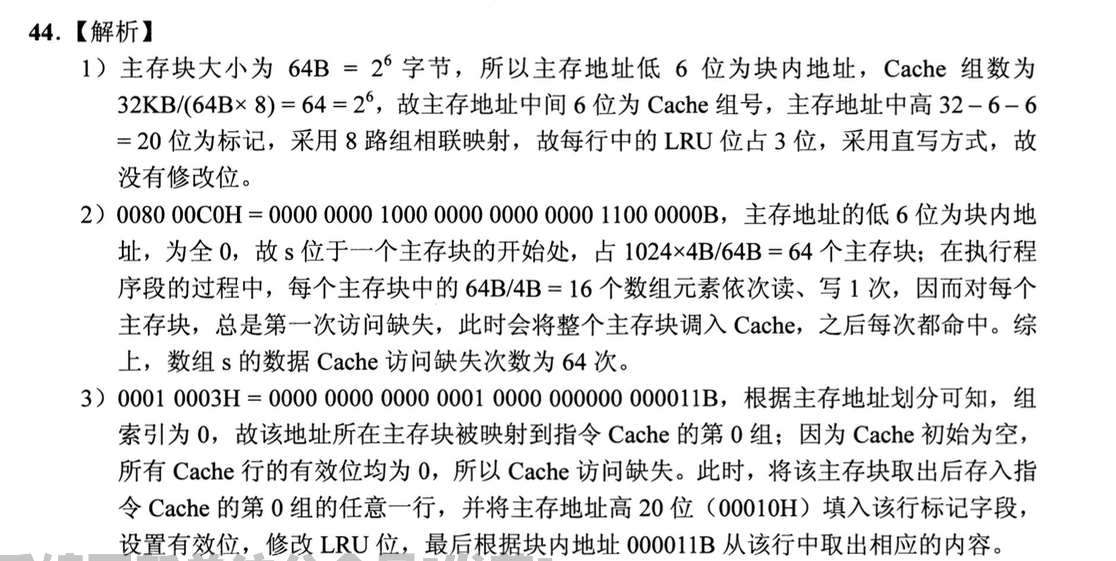 44.【解析】
1）主存块大小为 64B = 2⁶ 字节，所以主存地址低 6 位为块内地址，Cache 组数为
32KB/(64B× 8) = 64 = 2⁶，故主存地址中间 6 位为 Cache 组号，主存地址中高 32 – 6 – 6
= 20 位为标记，采用 8 路组相联映射，故每行中的 LRU 位占 3 位，采用直写方式，故
没有修改位。
2）0080 00C0H = 0000 0000 1000 0000 0000 0000 1100 0000B，主存地址的低 6 位为块内地
址，为全 0，故 s 位于一个主存块的开始处，占 1024×4B/64B = 64 个主存块；在执行程
序段的过程中，每个主存块中的 64B/4B = 16 个数组元素依次读、写 1 次，因而对每个
主存块，总是第一次访问缺失，此时会将整个主存块调入 Cache，之后每次都命中。综
上，数组 s 的数据 Cache 访问缺失次数为 64 次。
3）0001 0003H = 0000 0000 0000 0001 0000 000000 000011B，根据主存地址划分可知，组
索引为 0，故该地址所在主存块被映射到指令 Cache 的第 0 组；因为 Cache 初始为空，
所有 Cache 行的有效位均为 0，所以 Cache 访问缺失。此时，将该主存块取出后存入指
令 Cache 的第 0 组的任意一行，并将主存地址高 20 位（00010H）填入该行标记字段，
设置有效位，修改 LRU 位，最后根据块内地址 000011B 从该行中取出相应的内容。